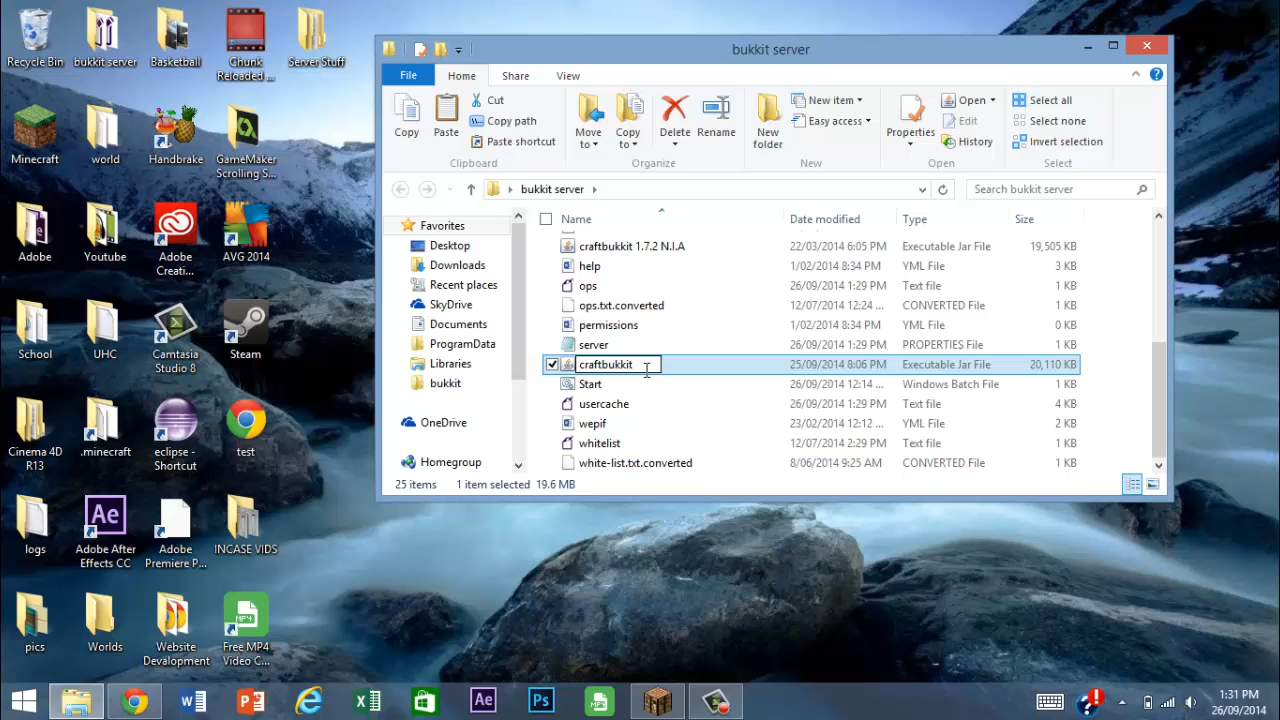 Recycle Bin
bukkit server
Basketball
Chunk Reloaded ...
Server Stuff
Minecraft
world
Handbrake
GameMaker Scrolling S...
Adobe
Youtube
Adobe Creati...
AVG 2014
School
UHC
Camtasia Studio 8
Steam
Cinema 4D R13
.minecraft
eclipse - Shortcut
test
logs
Adobe After Effects CC
Adobe Premiere P...
INCASE VIDS
pics
Worlds
Website Davelopment
Free MP4 Video C...
bukkit server
File
Home
Share
View
Copy
Paste
Cut
Copy path
Paste shortcut
Clipboard
Move to
Copy to
Delete
Rename
Organize
New folder
New item
Easy access
New
Properties
Open
Edit
History
Open
Select all
Select none
Invert selection
Select
bukkit server
Search bukkit server
Favorites
Desktop
Downloads
Recent places
SkyDrive
Documents
ProgramData
Libraries
bukkit
OneDrive
Homegroup
Name Date modified Type Size
craftbukkit 1.7.2 N.I.A 22/03/2014 6:05 PM Executable Jar File 19,505 KB
help 1/02/2014 8:34 PM YML File 3 KB
ops 26/09/2014 1:29 PM Text file 1 KB
ops.txt.converted 12/07/2014 12:24 ... CONVERTED File 1 KB
permissions 1/02/2014 8:34 PM YML File 0 KB
server 26/09/2014 1:29 PM PROPERTIES File 1 KB
craftbukkit 25/09/2014 8:06 PM Executable Jar File 20,110 KB
Start 26/09/2014 12:14 ... Windows Batch File 1 KB
usercache 26/09/2014 1:29 PM Text file 4 KB
wepif 23/02/2014 12:12 ... YML File 2 KB
whitelist 12/07/2014 2:29 PM Text file 1 KB
white-list.txt.converted 8/06/2014 9:25 AM CONVERTED File 1 KB
25 items 1 item selected 19.6 MB
1:31 PM
26/09/2014